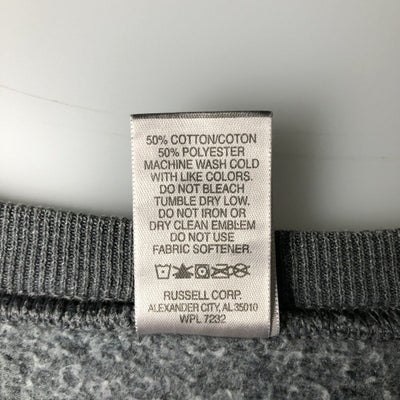 50% COTTON/COTON
50% POLYESTER
MACHINE WASH COLD
WITH LIKE COLORS.
DO NOT BLEACH
TUMBLE DRY LOW.
DO NOT IRON OR
DRY CLEAN EMBLEM
DO NOT USE
FABRIC SOFTENER.
RUSSELL CORP.
ALEXANDER CITY, AL 35010
WPL 7232